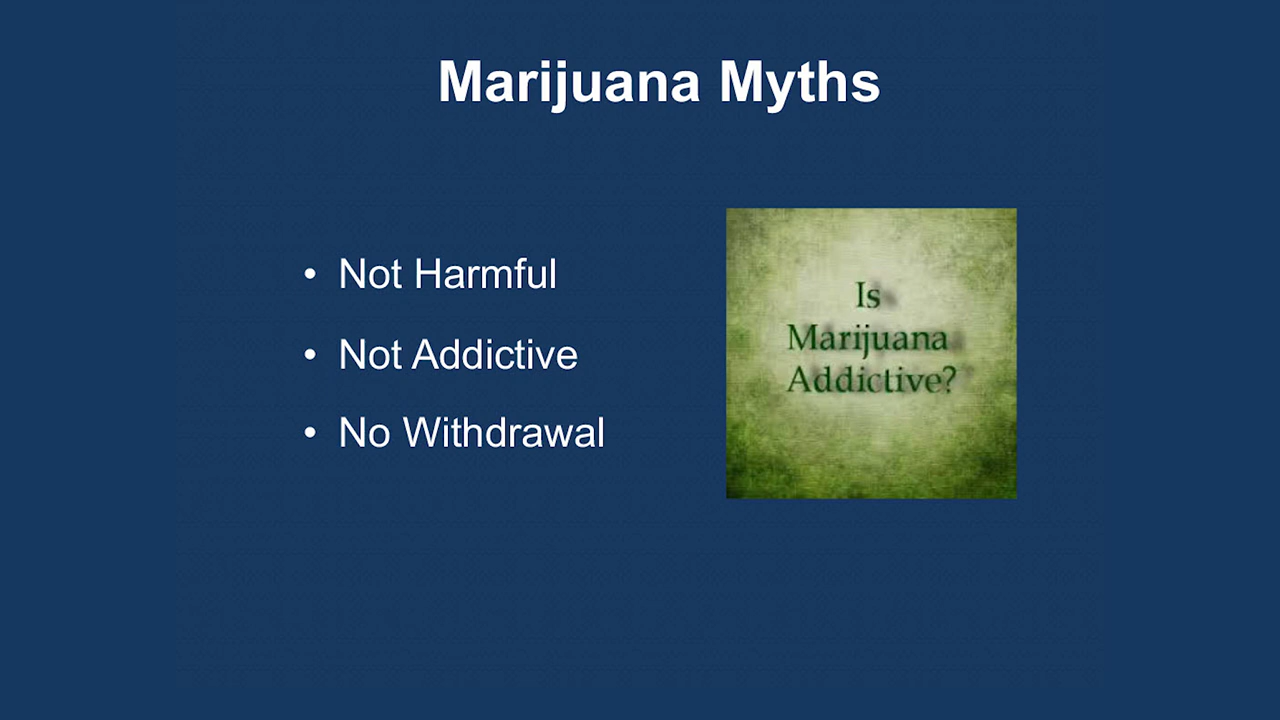 Marijuana Myths
• Not Harmful
• Not Addictive
• No Withdrawal
Is
Marijuana
Addictive?